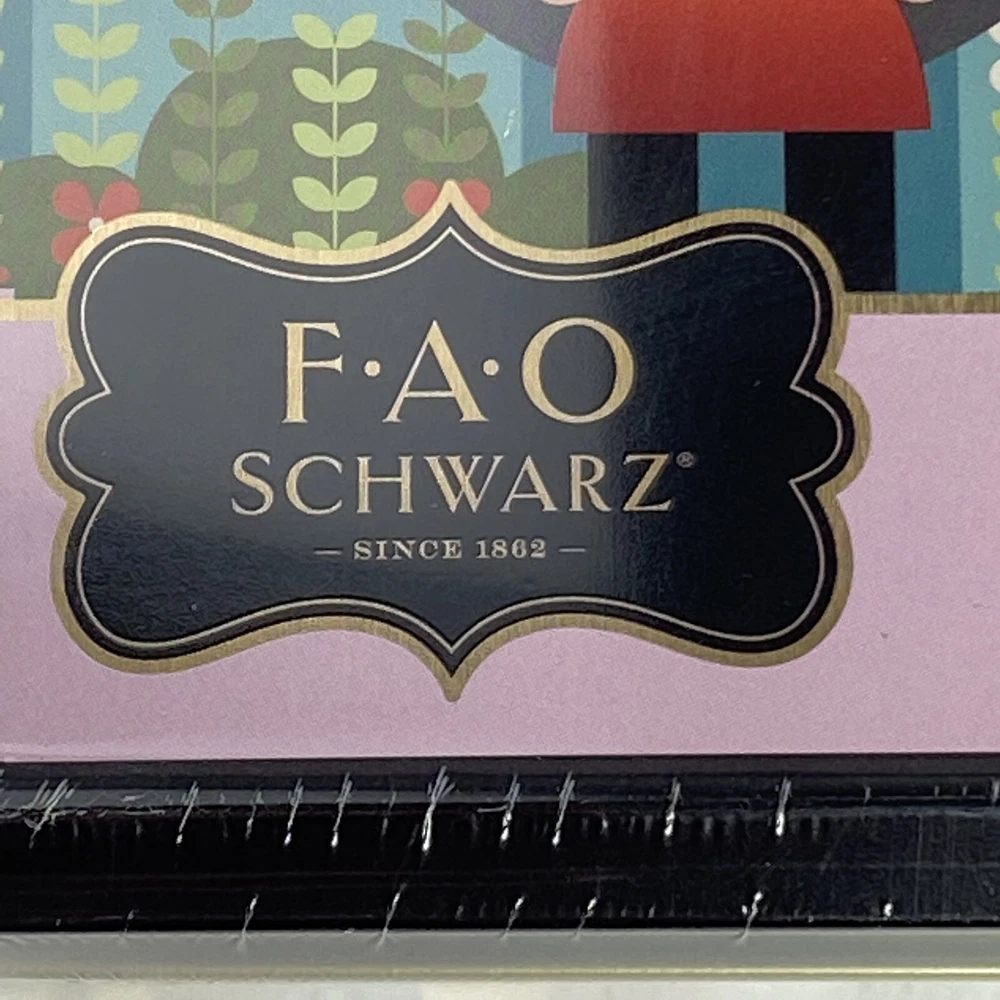 F·A·O
SCHWARZ®
— SINCE 1862 —